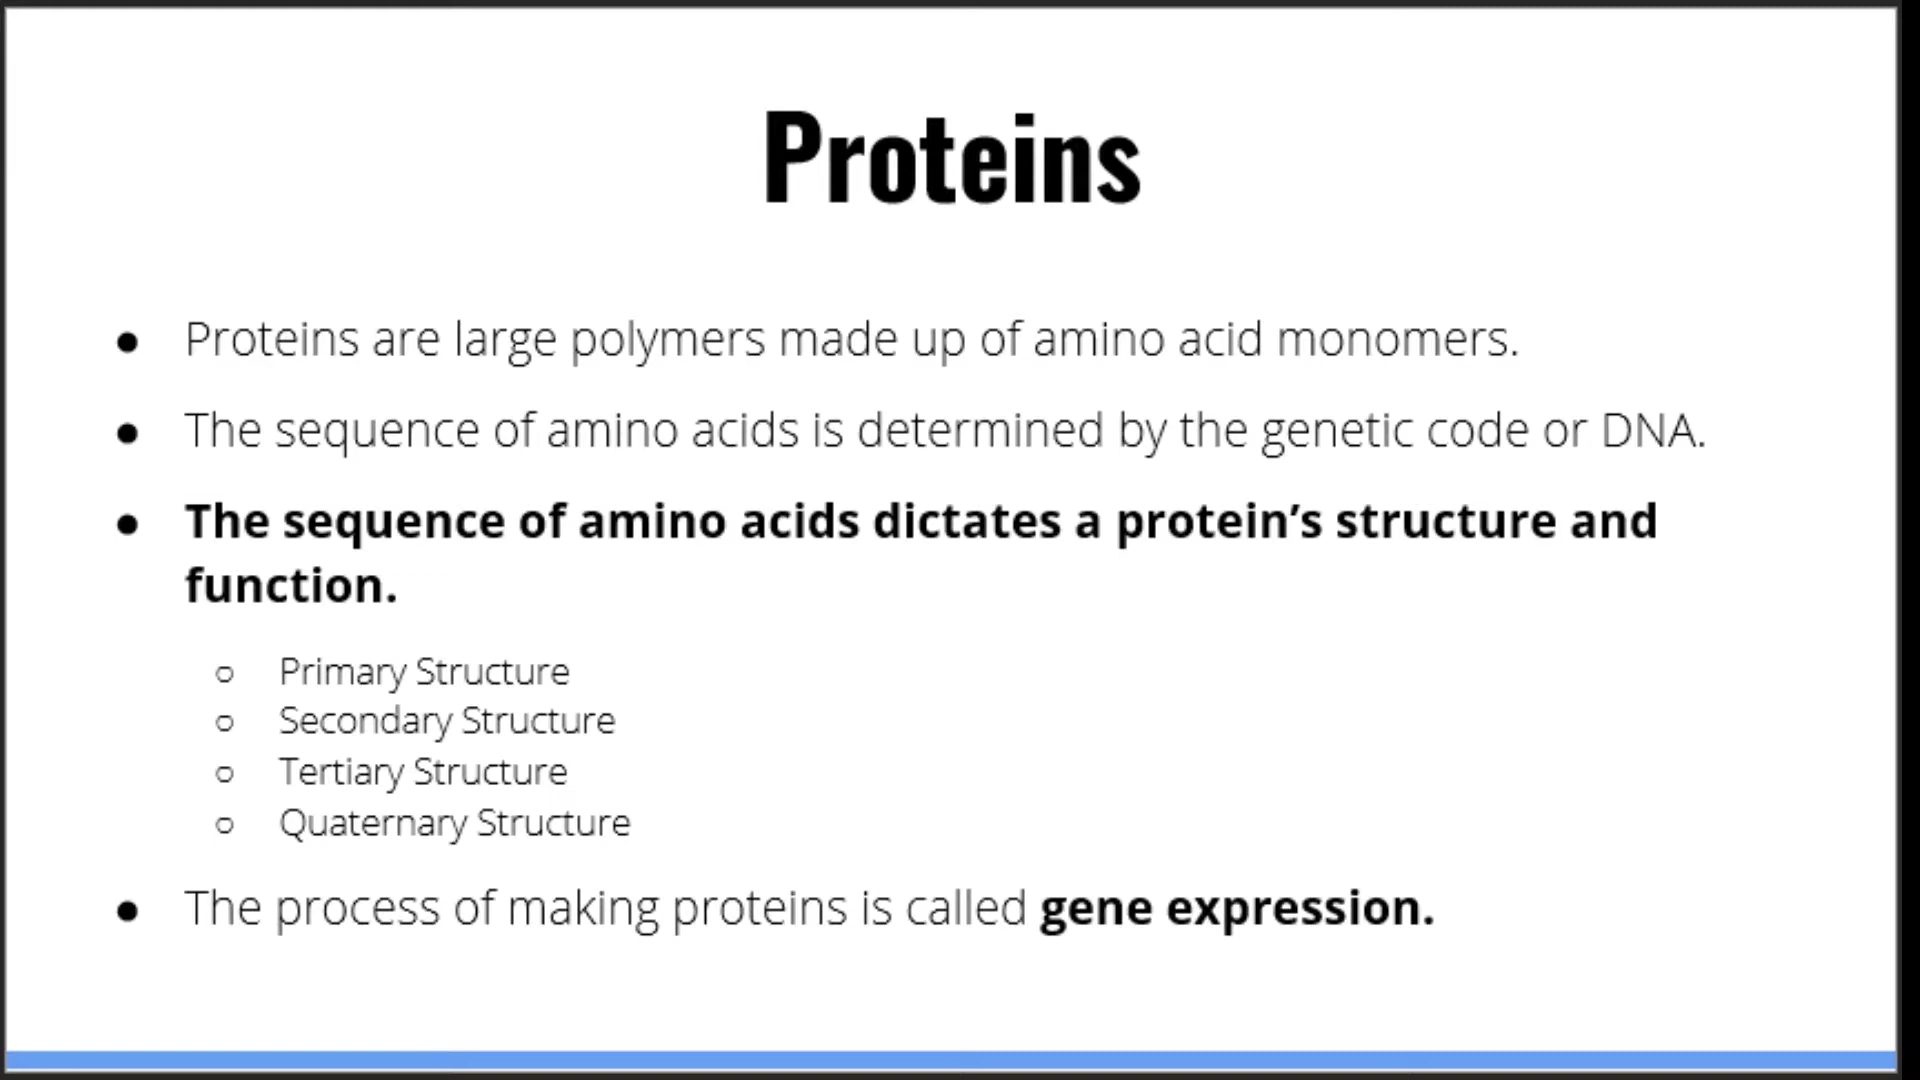 Proteins
● Proteins are large polymers made up of amino acid monomers.
● The sequence of amino acids is determined by the genetic code or DNA.
● The sequence of amino acids dictates a protein’s structure and
function.
○ Primary Structure
○ Secondary Structure
○ Tertiary Structure
○ Quaternary Structure
● The process of making proteins is called gene expression.